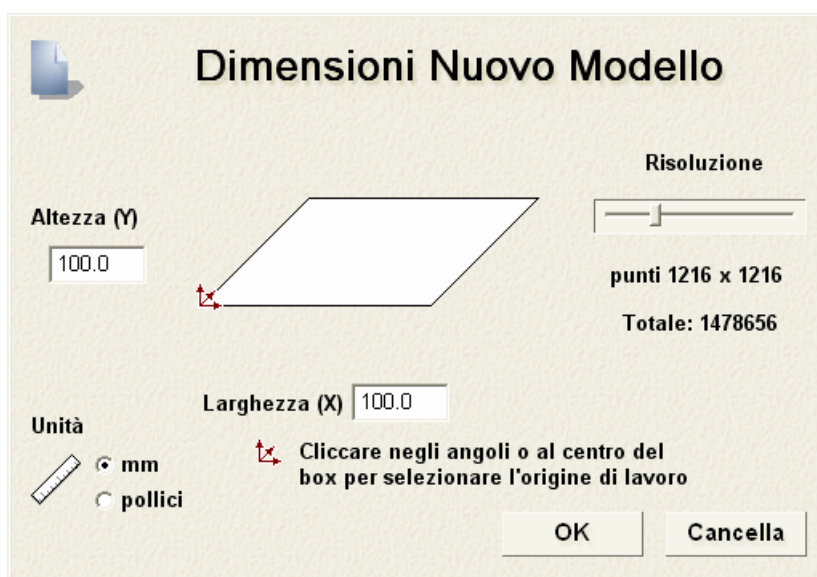 Dimensioni Nuovo Modello
Risoluzione
Altezza (Y)
100.0
punti 1216 x 1216
Totale: 1478656
Larghezza (X) 100.0
Unità
mm
pollici
Cliccare negli angoli o al centro del
box per selezionare l'origine di lavoro
OK
Cancella